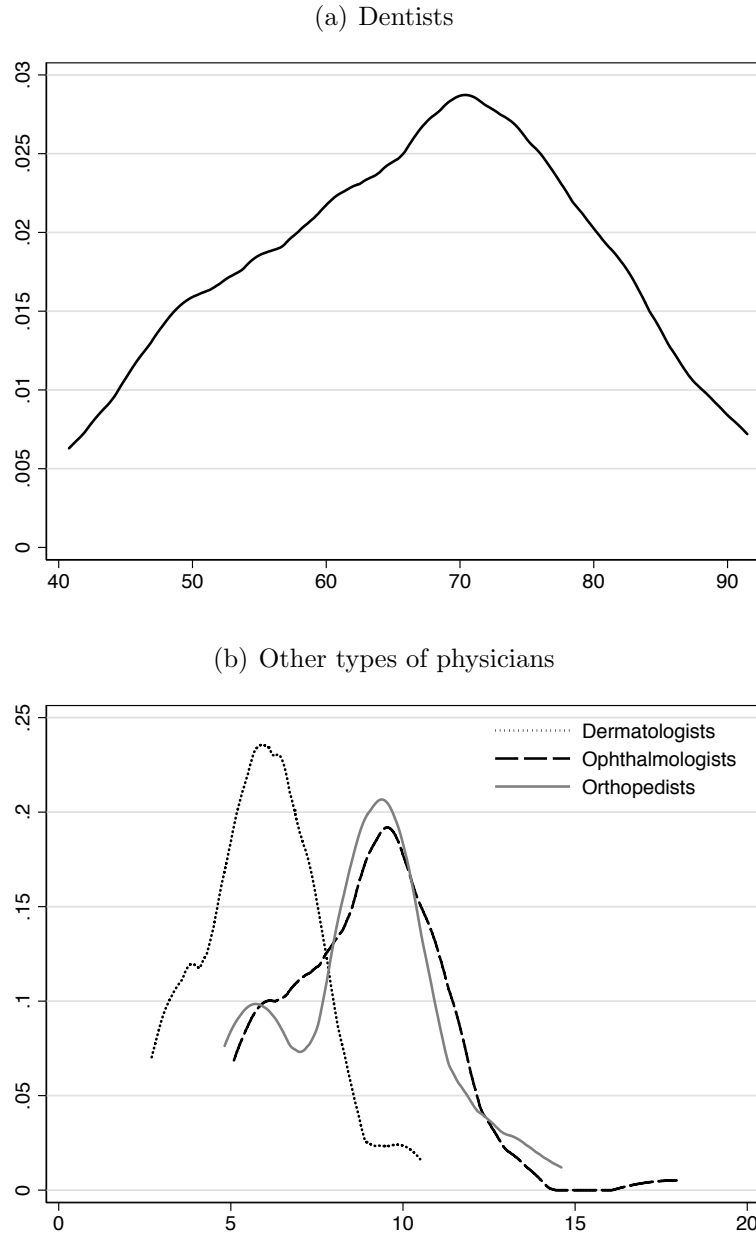 (a) Dentists
.03
.025
.02
.015
.01
.005
0
40 50 60 70 80 90
(b) Other types of physicians
.25
.2
.15
.1
.05
0
Dermatologists
Ophthalmologists
Orthopedists
0 5 10 15 20